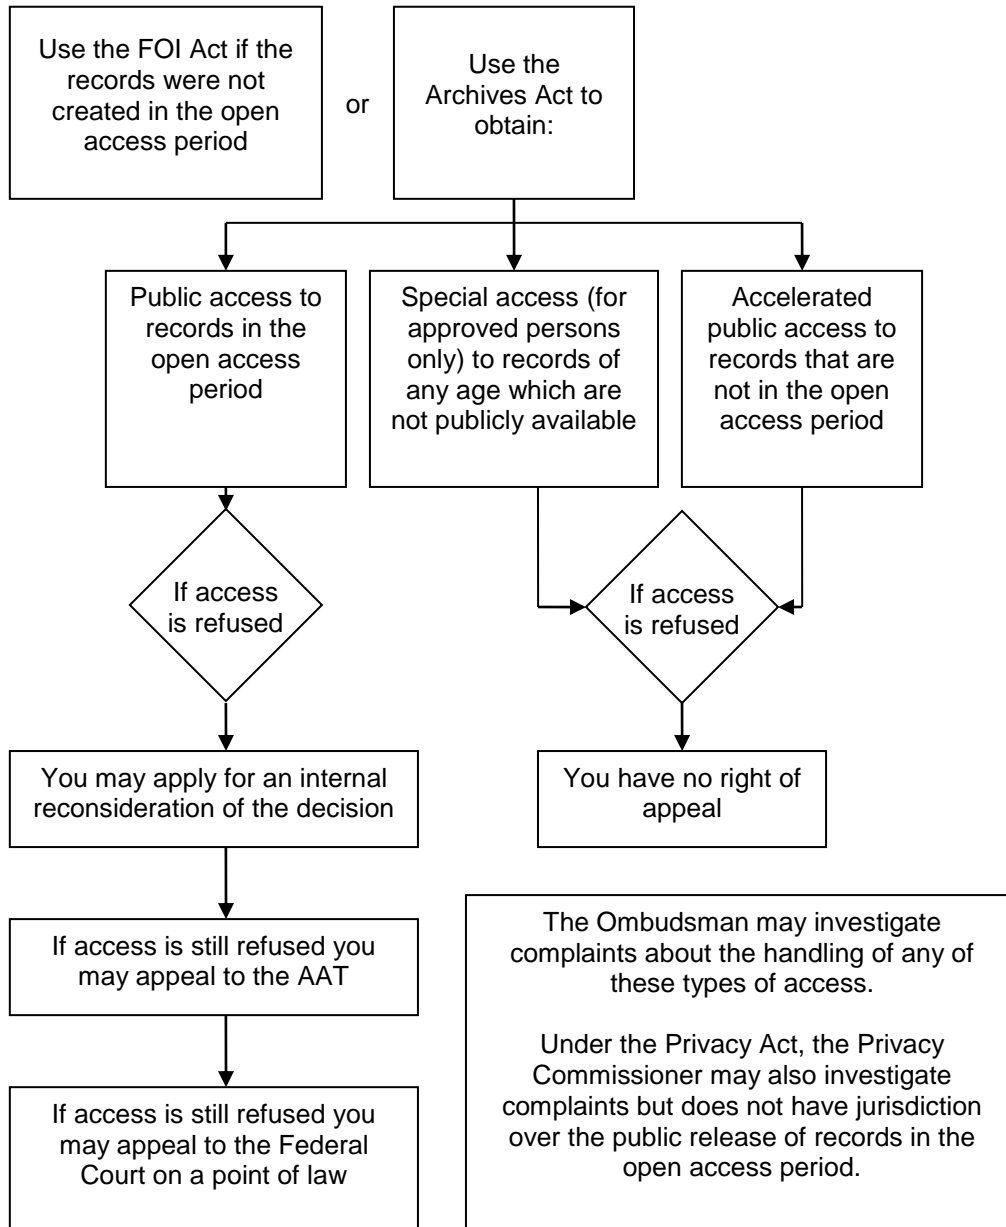 Use the FOI Act if the
records were not
created in the open
access period
or
Use the
Archives Act to
obtain:
Public access to
records in the
open access
period
Special access (for
approved persons
only) to records of
any age which are
not publicly available
Accelerated
public access to
records that are
not in the open
access period
If access
is refused
If access
is refused
You may apply for an internal
reconsideration of the decision
You have no right of
appeal
If access is still refused you
may appeal to the AAT
If access is still refused you
may appeal to the Federal
Court on a point of law
The Ombudsman may investigate
complaints about the handling of any of
these types of access.
Under the Privacy Act, the Privacy
Commissioner may also investigate
complaints but does not have jurisdiction
over the public release of records in the
open access period.